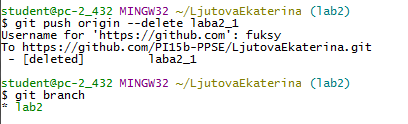 student@pc-2_432 MINGW32 ~/LjutovaEkaterina (lab2)
$ git push origin --delete laba2_1
Username for 'https://github.com': fuksy
To https://github.com/PI15b-PPSE/LjutovaEkaterina.git
 - [deleted]         laba2_1
student@pc-2_432 MINGW32 ~/LjutovaEkaterina (lab2)
$ git branch
* lab2